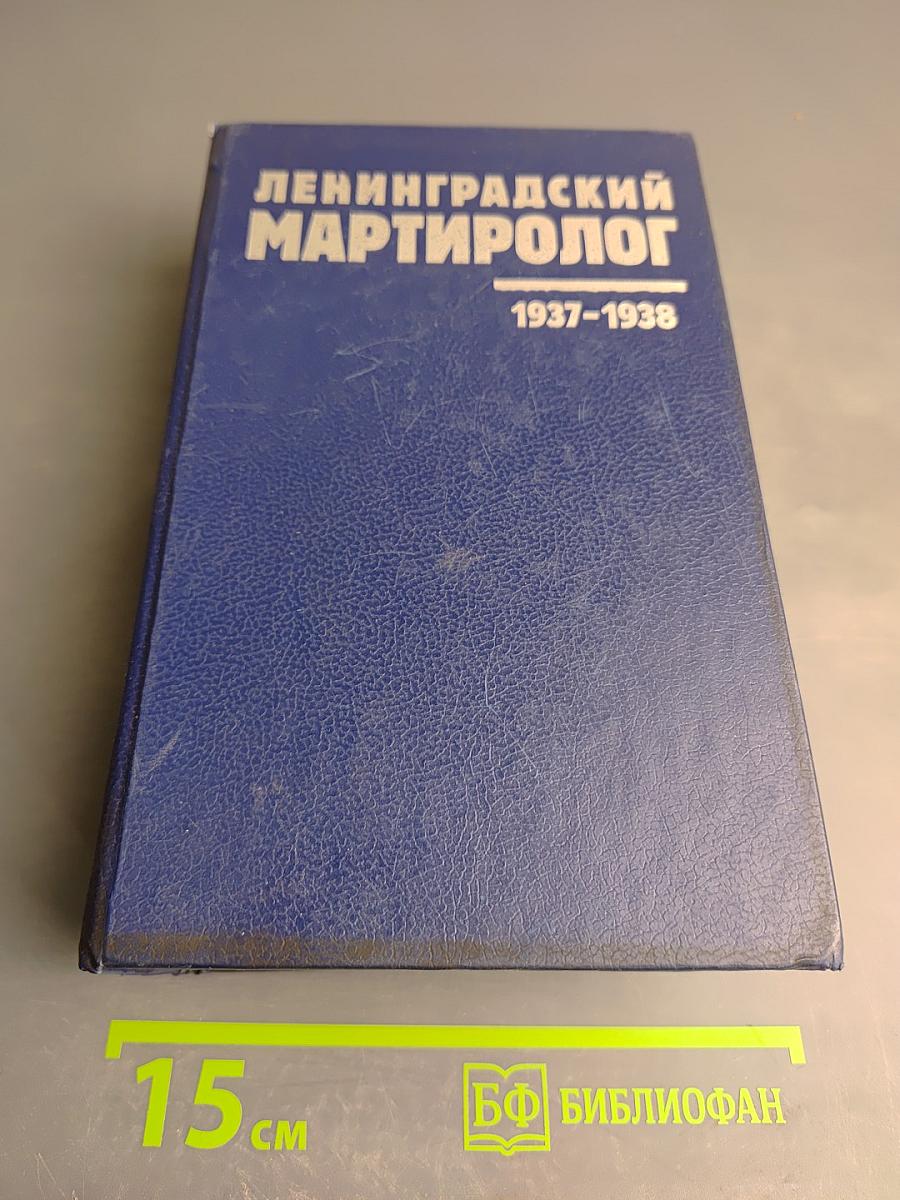 ЛЕНИНГРАДСКИЙ
МАРТИРОЛОГ
1937-1938
15 см
БФ БИБЛИОФАН